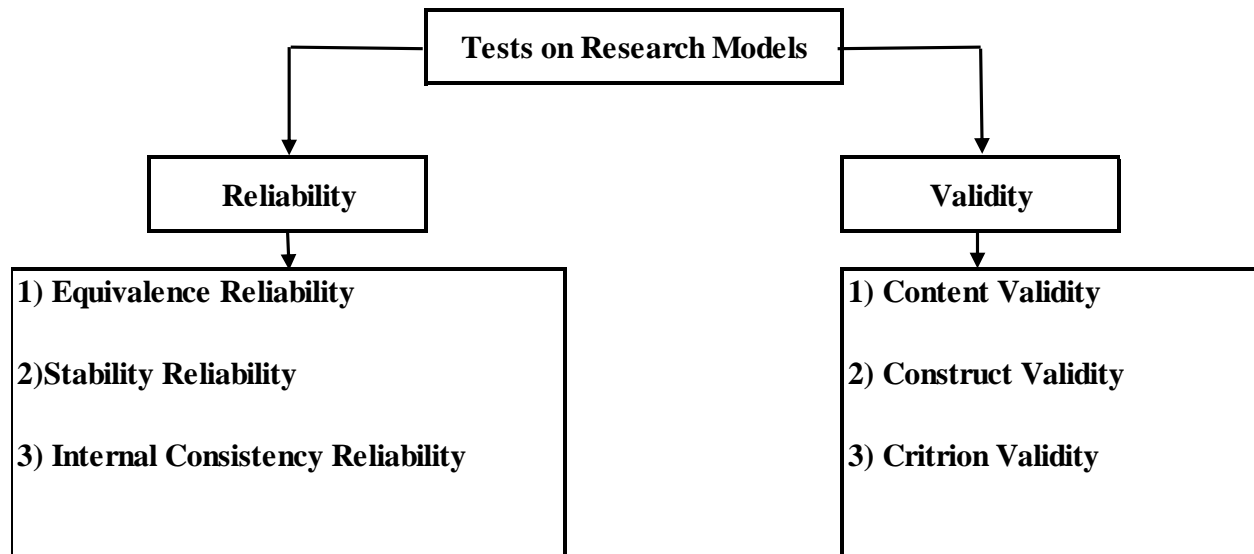 Tests on Research Models
Reliability
Validity
1) Equivalence Reliability
2)Stability Reliability
3) Internal Consistency Reliability
1) Content Validity
2) Construct Validity
3) Critrion Validity